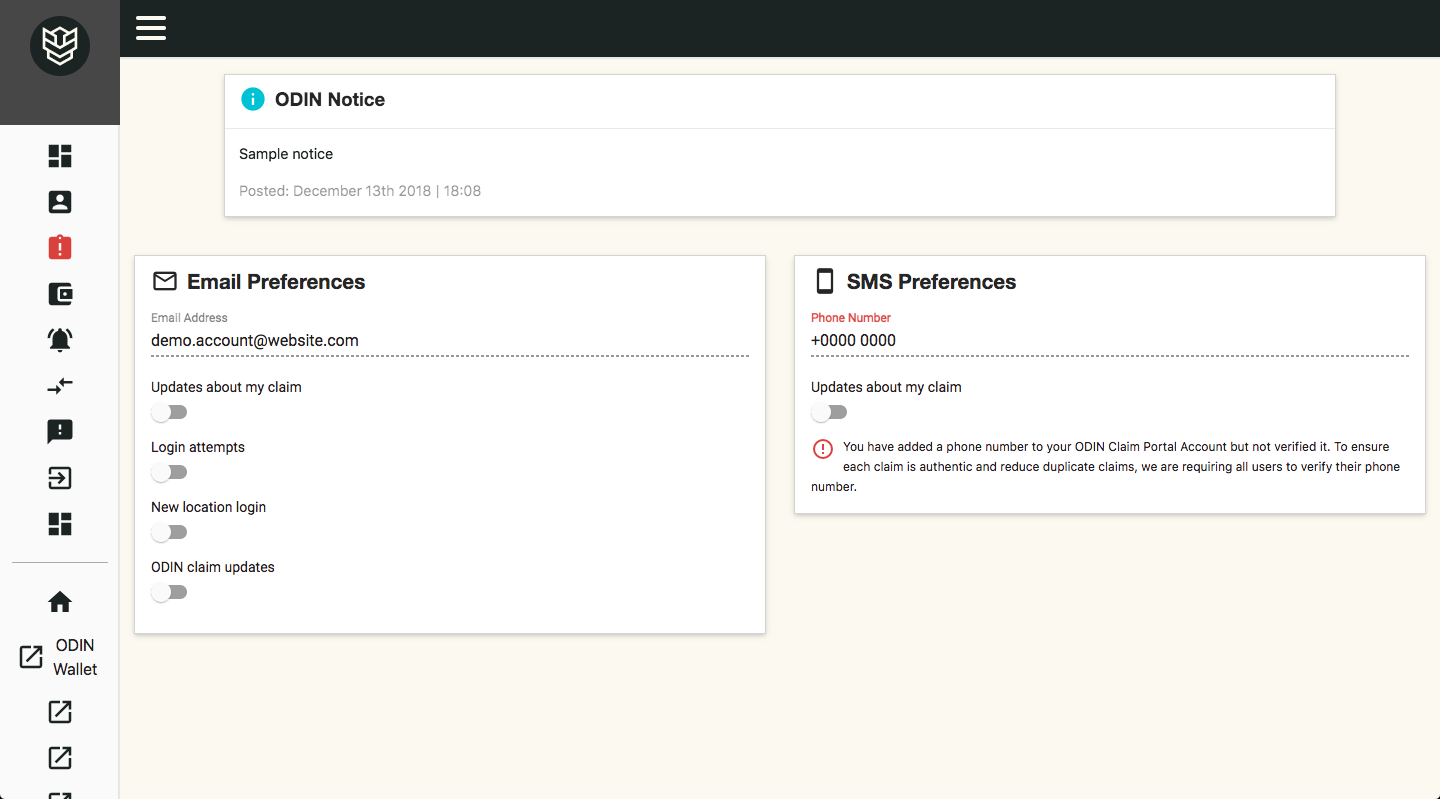 ODIN Notice
Sample notice
Posted: December 13th 2018 | 18:08
Email Preferences
Email Address
demo.account@website.com
Updates about my claim
Login attempts
New location login
ODIN claim updates
SMS Preferences
Phone Number
+0000 0000
Updates about my claim
You have added a phone number to your ODIN Claim Portal Account but not verified it. To ensure
each claim is authentic and reduce duplicate claims, we are requiring all users to verify their phone
number.
ODIN
Wallet